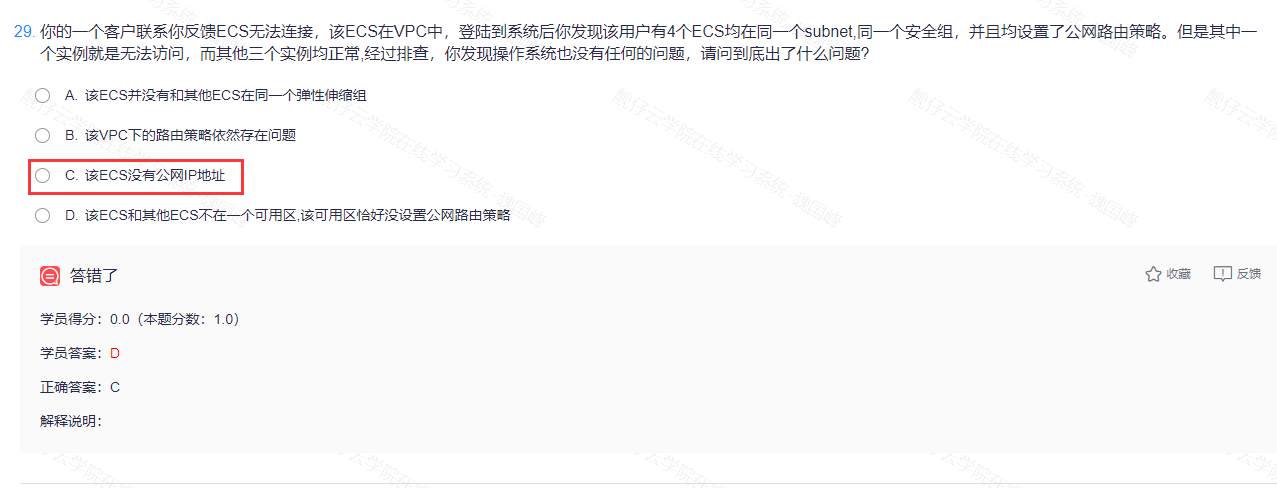 29. 你的一个客户联系你反馈ECS无法连接，该ECS在VPC中，登陆到系统后你发现该用户有4个ECS均在同一个subnet,同一个安全组，并且均设置了公网路由策略。但是其中一
个实例就是无法访问，而其他三个实例均正常,经过排查，你发现操作系统也没有任何的问题，请问到底出了什么问题?
A. 该ECS并没有和其他ECS在同一个弹性伸缩组
B. 该VPC下的路由策略依然存在问题
C. 该ECS没有公网IP地址
D. 该ECS和其他ECS不在一个可用区,该可用区恰好没设置公网路由策略
答错了
收藏
反馈
学员得分：0.0（本题分数：1.0）
学员答案：D
正确答案：C
解释说明：
靓仔云学院在线学习系统